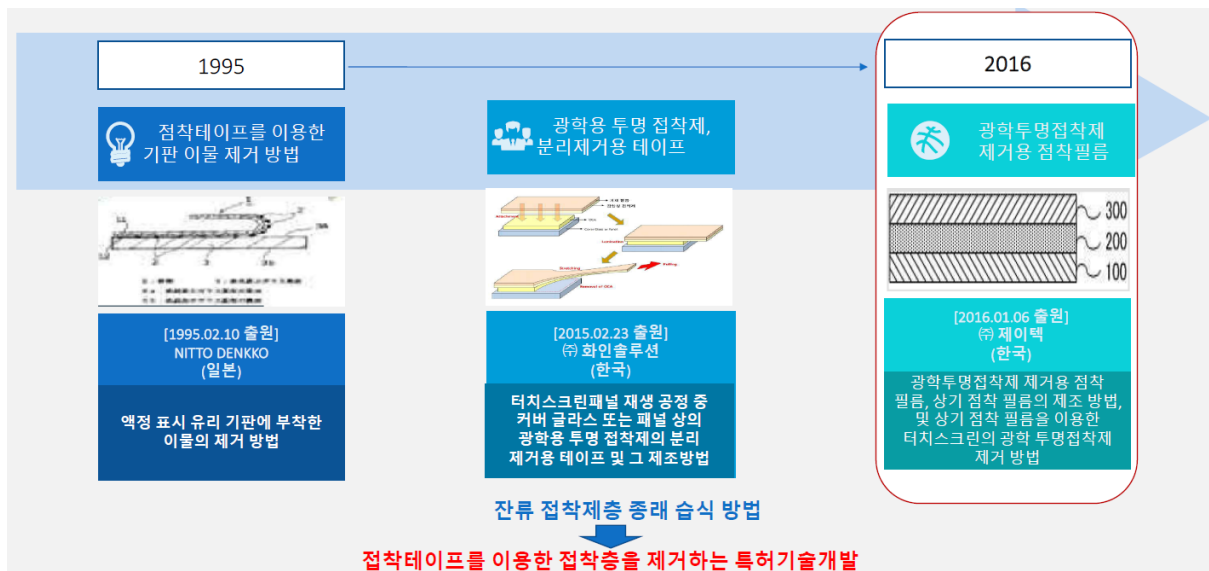 1995
2016
점착테이프를 이용한
기판 이물 제거 방법
광학용 투명 접착제,
분리제거용 테이프
광학투명접착제
제거용 점착필름
Attachment
Lamination
Stretching
Pulling
Removal of OCA
300
200
100
[1995.02.10 출원]
NITTO DENKKO
(일본)
[2015.02.23 출원]
㈜ 화인솔루션
(한국)
[2016.01.06 출원]
㈜ 제이텍
(한국)
액정 표시 유리 기판에 부착한
이물의 제거 방법
터치스크린패널 재생 공정 중
커버 글라스 또는 패널 상의
광학용 투명 접착제의 분리
제거용 테이프 및 그 제조방법
광학투명접착제 제거용 점착
필름, 상기 점착 필름의 제조 방법,
및 상기 점착 필름을 이용한
터치스크린의 광학 투명접착제
제거 방법
잔류 접착제층 종래 습식 방법
접착테이프를 이용한 접착층을 제거하는 특허기술개발